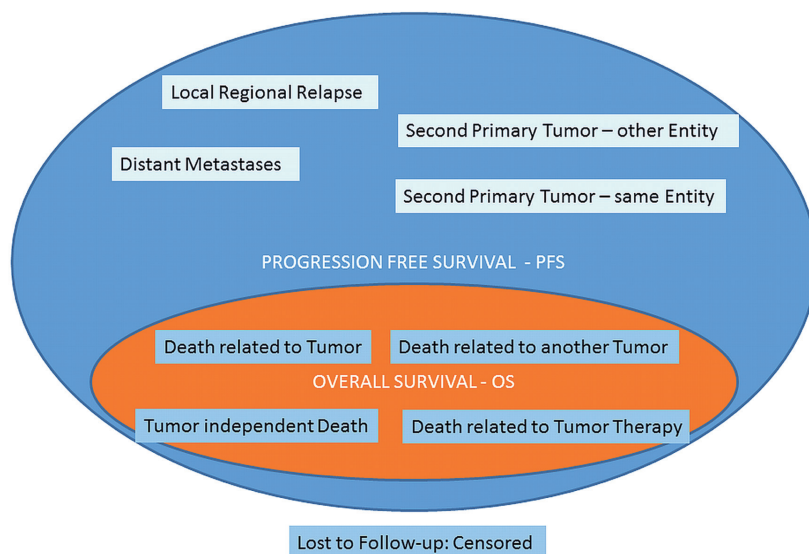 Local Regional Relapse
Second Primary Tumor – other Entity
Distant Metastases
Second Primary Tumor – same Entity
PROGRESSION FREE SURVIVAL - PFS
Death related to Tumor
Death related to another Tumor
OVERALL SURVIVAL - OS
Tumor independent Death
Death related to Tumor Therapy
Lost to Follow-up: Censored